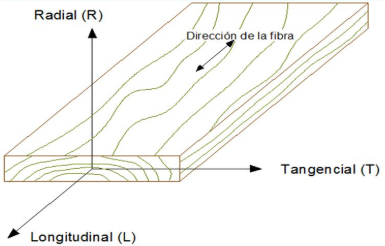 Radial (R)
Dirección de la fibra
Tangencial (T)
Longitudinal (L)